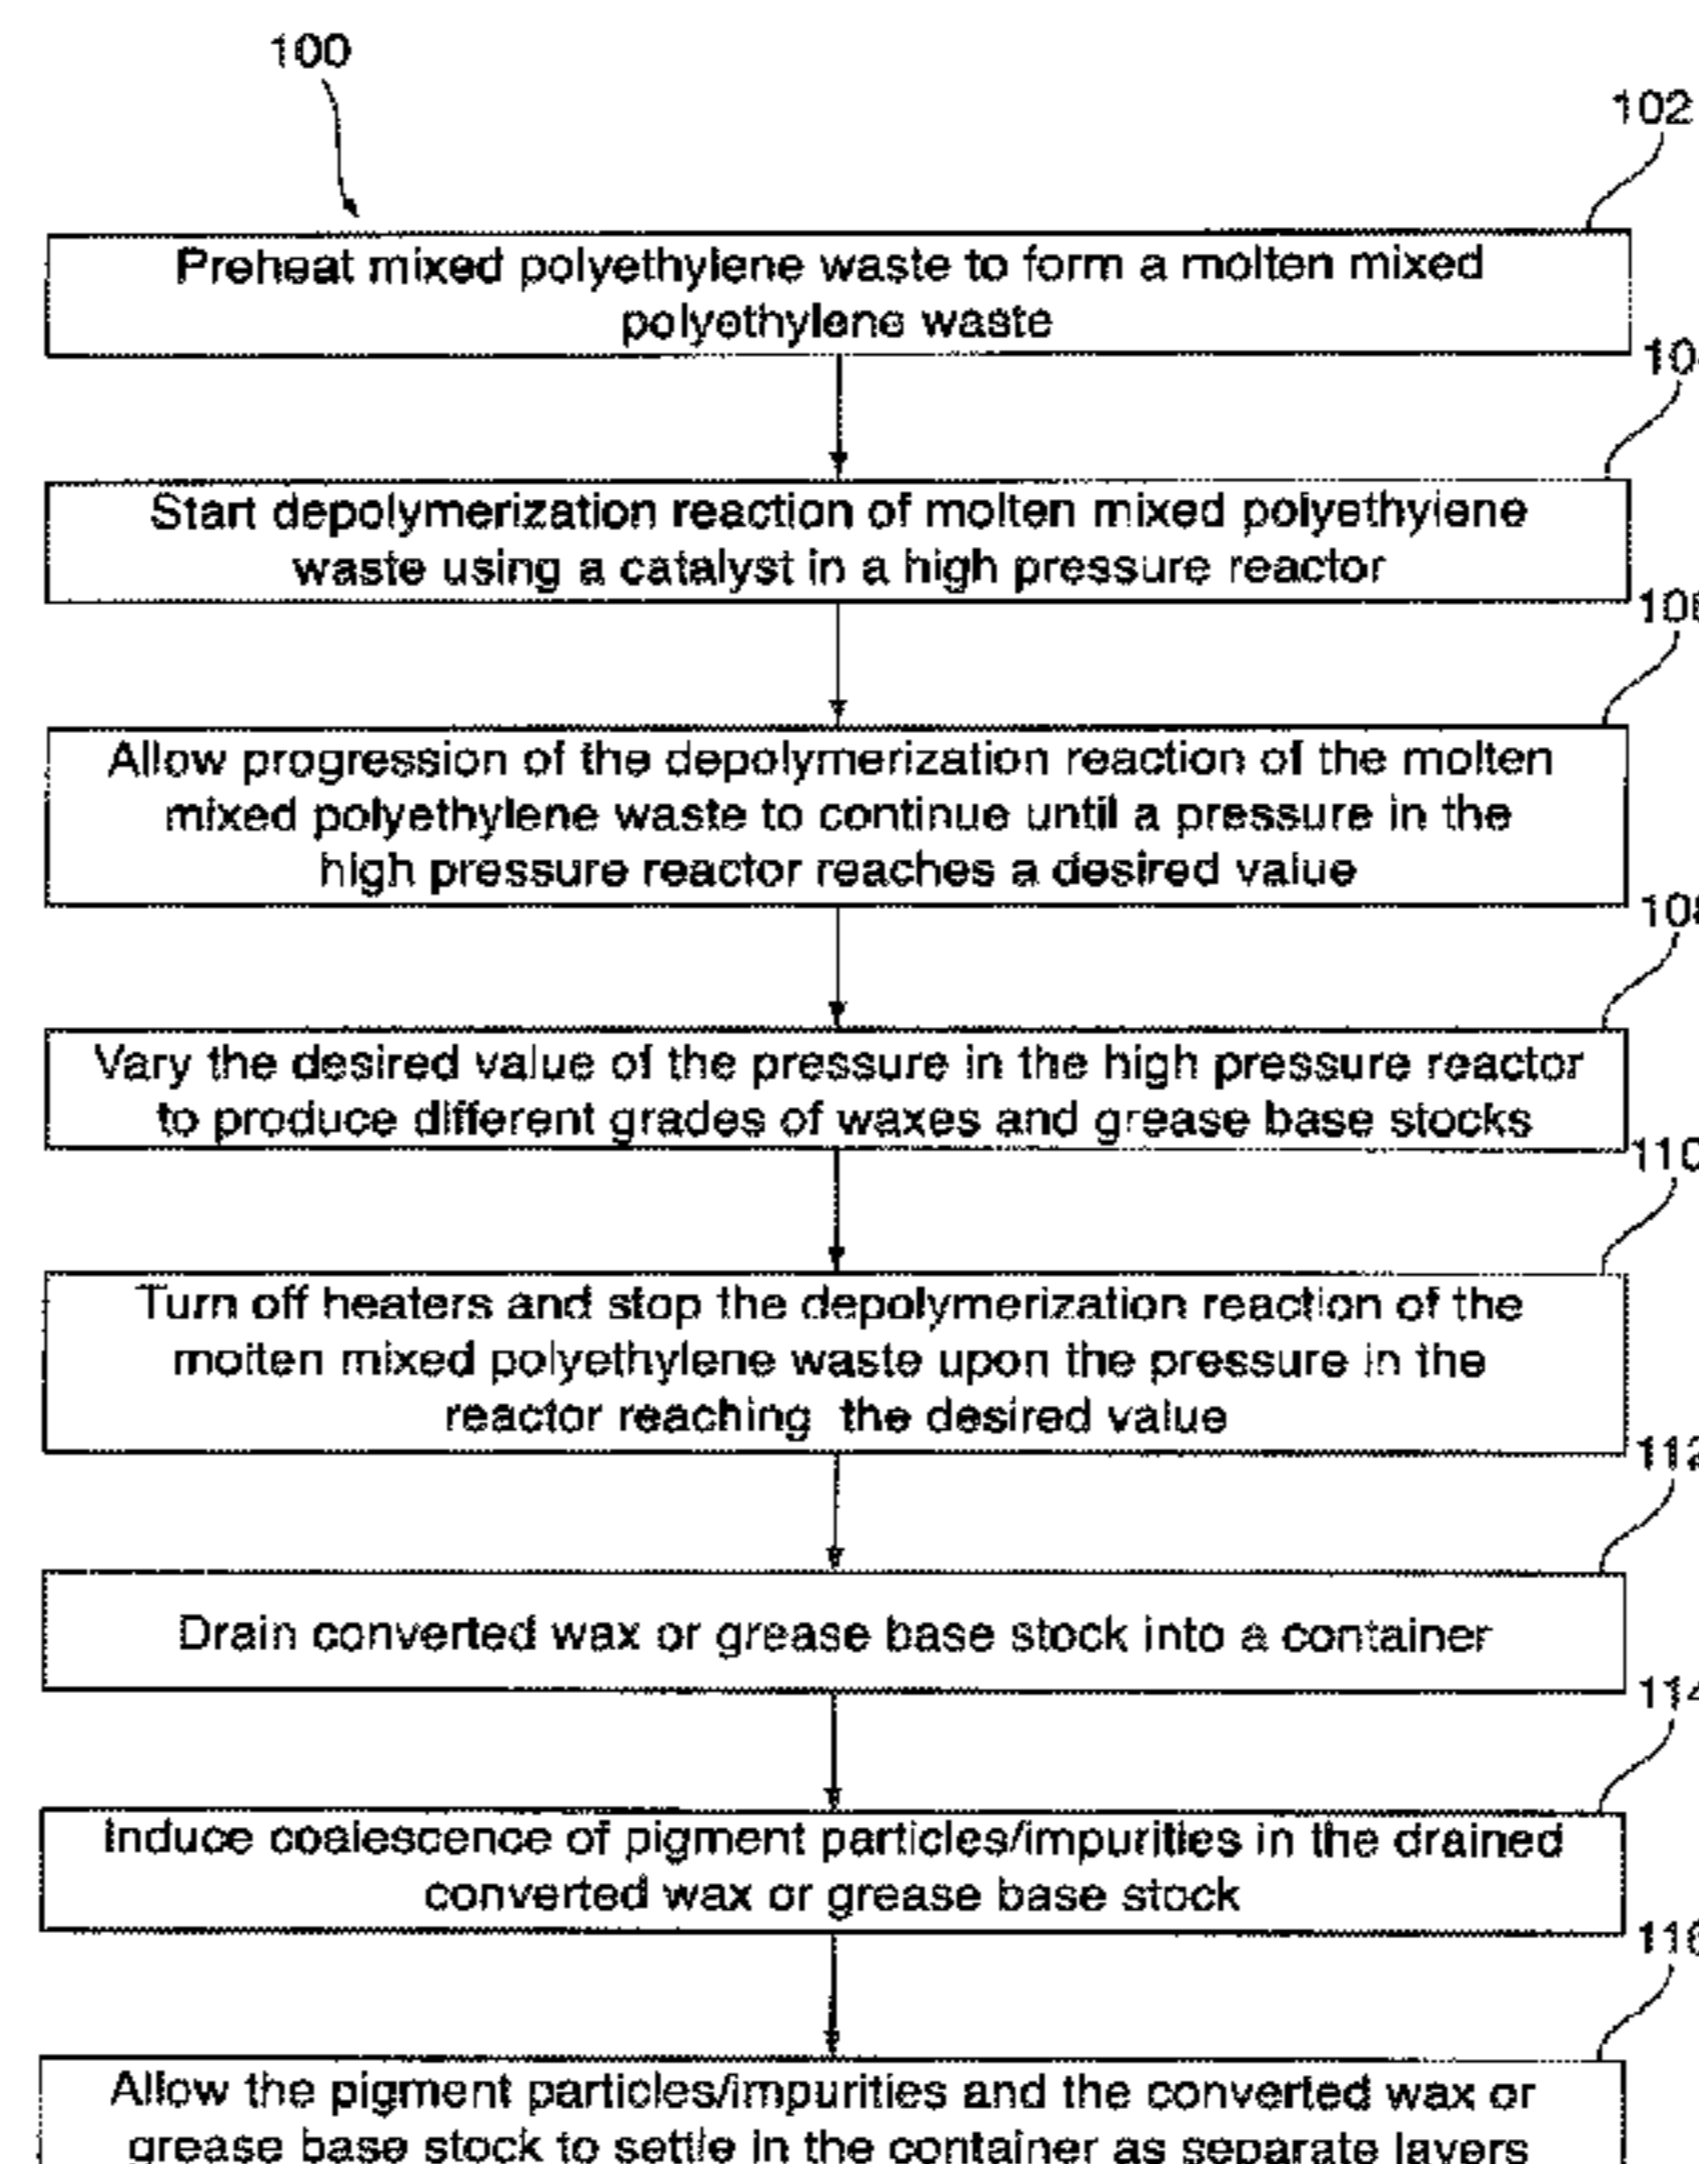 100
102
Preheat mixed polyethylene waste to form a molten mixed
polyethylene waste
Start depolymerization reaction of molten mixed polyethylene
waste using a catalyst in a high pressure reactor
Allow progression of the depolymerization reaction of the molten
mixed polyethylene waste to continue until a pressure in the
high pressure reactor reaches a desired value
Vary the desired value of the pressure in the high pressure reactor
to produce different grades of waxes and grease base stocks
110
Turn off heaters and stop the depolymerization reaction of the
molten mixed polyethylene waste upon the pressure in the
reactor reaching the desired value
112
Drain converted wax or grease base stock into a container
114
Induce coalescence of pigment particles/impurities in the drained
converted wax or grease base stock
116
Allow the pigment particles/impurities and the converted wax or
grease base stock to settle in the container as separate layers